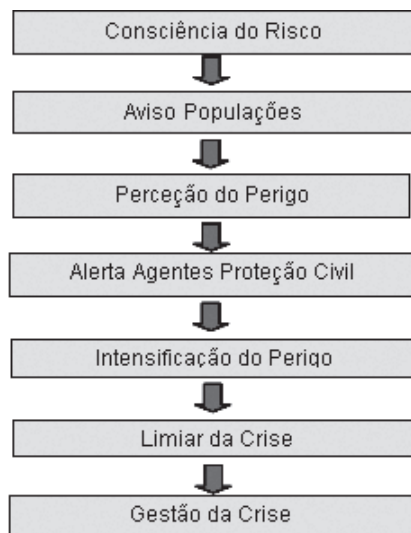 Consciência do Risco
Aviso Populações
Perceção do Perigo
Alerta Agentes Proteção Civil
Intensificação do Perigo
Limiar da Crise
Gestão da Crise